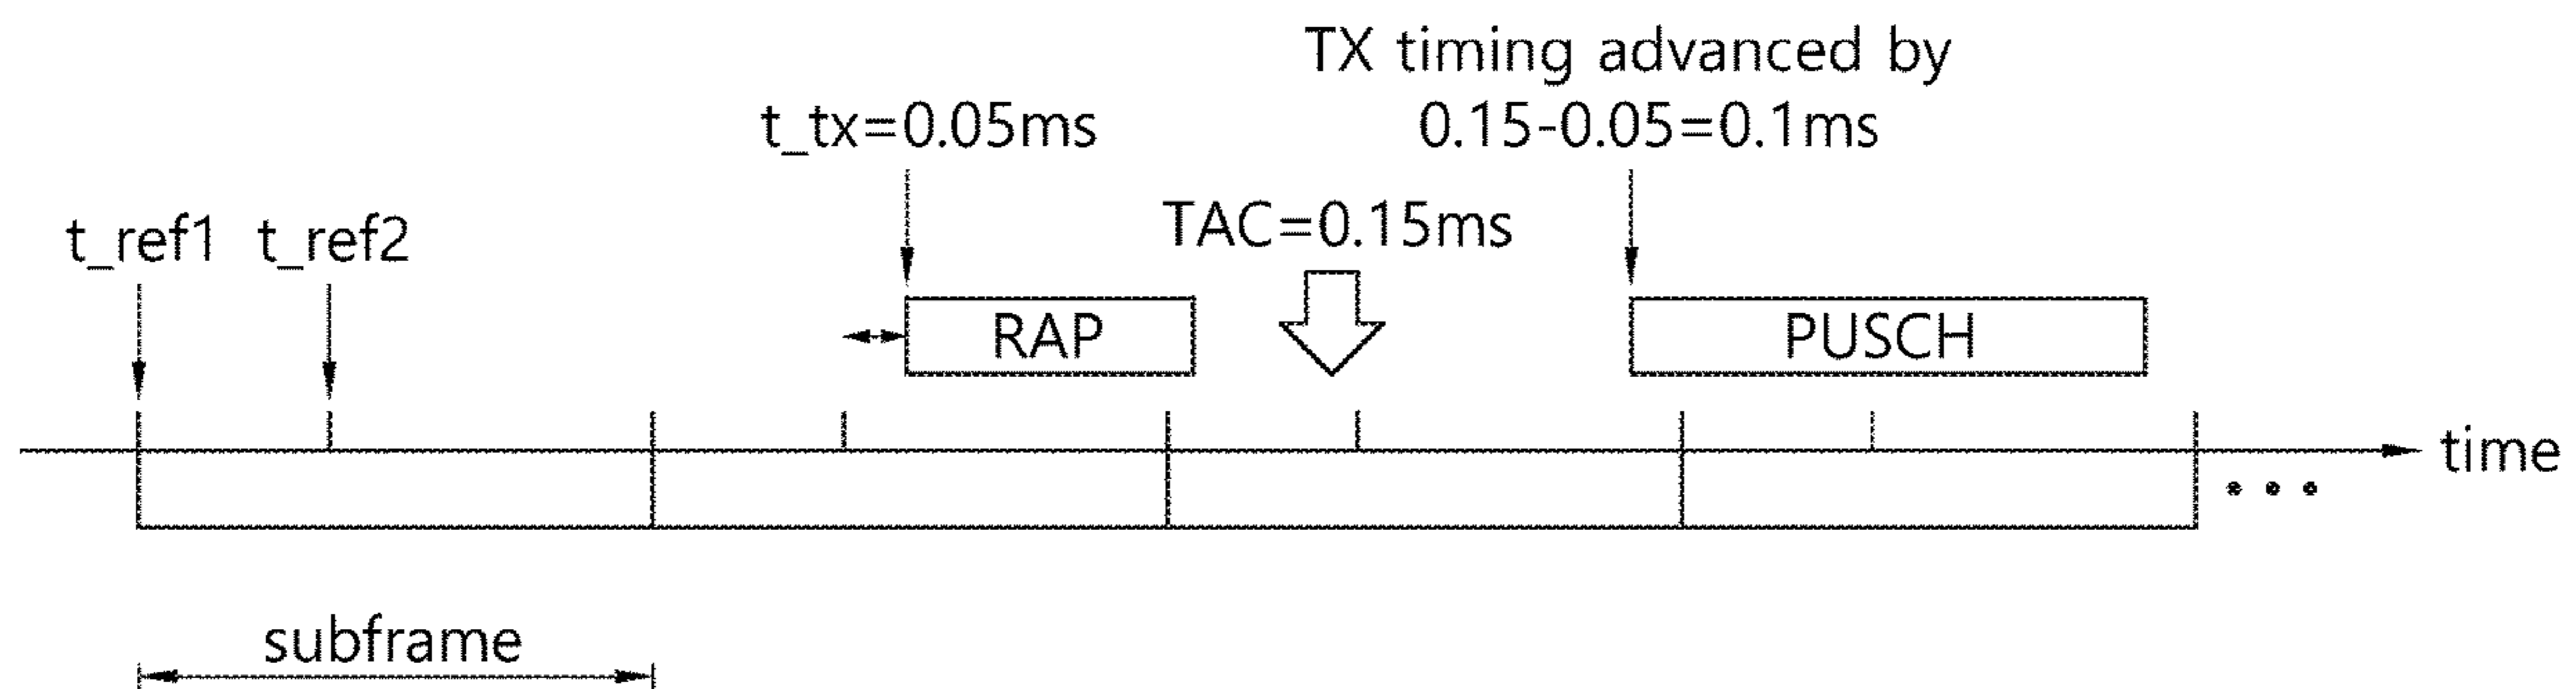 TX timing advanced by
0.15-0.05=0.1ms
t_tx=0.05ms
TAC=0.15ms
t_ref1 t_ref2
RAP
PUSCH
time
subframe